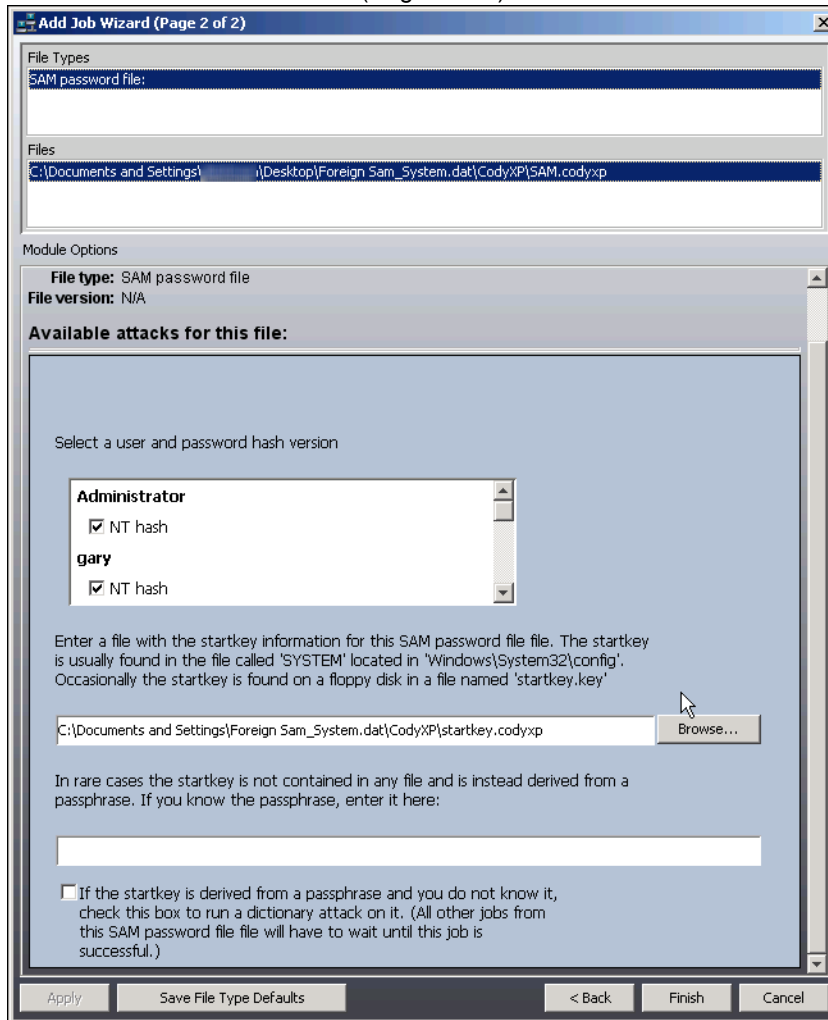 Add Job Wizard (Page 2 of 2)
File Types
SAM password file:
Files
C:\Documents and Settings\ \Desktop\Foreign Sam_System.dat\CodyXP\SAM.codyxp
Module Options
File type: SAM password file
File version: N/A
Available attacks for this file:
Select a user and password hash version
Administrator
NT hash
gary
NT hash
Enter a file with the startkey information for this SAM password file file. The startkey
is usually found in the file called 'SYSTEM' located in 'Windows\System32\config'.
Occasionally the startkey is found on a floppy disk in a file named 'startkey.key'
C:\Documents and Settings\Foreign Sam_System.dat\CodyXP\startkey.codyxp
Browse...
In rare cases the startkey is not contained in any file and is instead derived from a
passphrase. If you know the passphrase, enter it here:
If the startkey is derived from a passphrase and you do not know it,
check this box to run a dictionary attack on it. (All other jobs from
this SAM password file file will have to wait until this job is
successful.)
Apply Save File Type Defaults < Back Finish Cancel